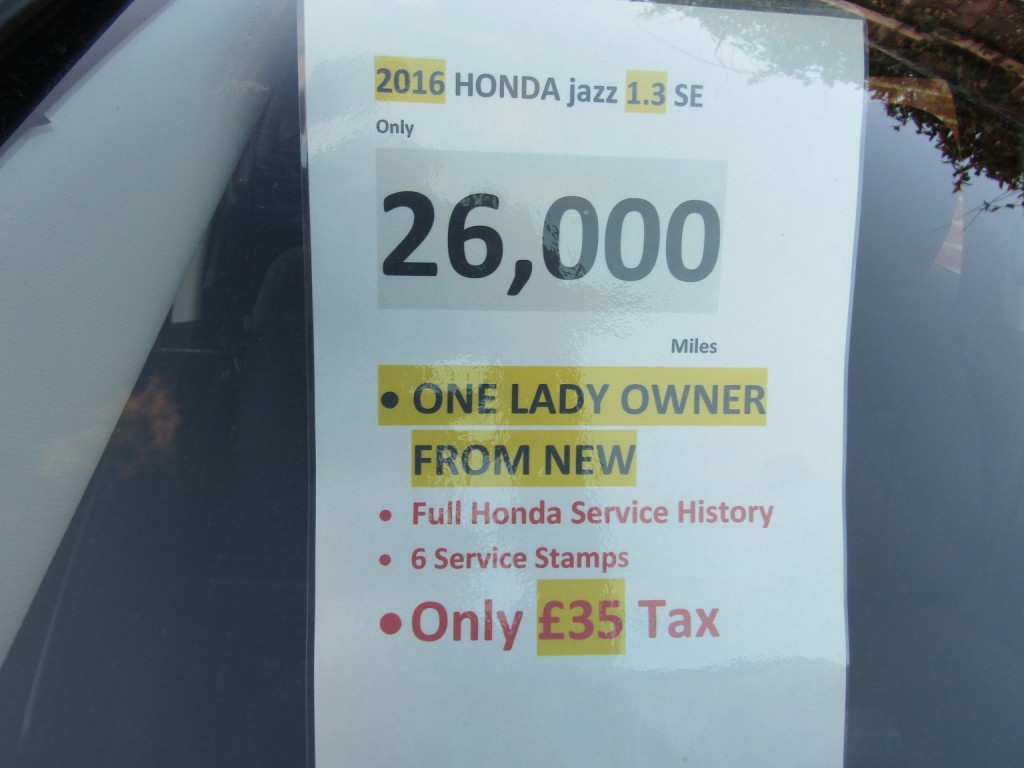 2016 HONDA jazz 1.3 SE
Only
26,000
Miles
• ONE LADY OWNER
FROM NEW
• Full Honda Service History
• 6 Service Stamps
• Only £35 Tax